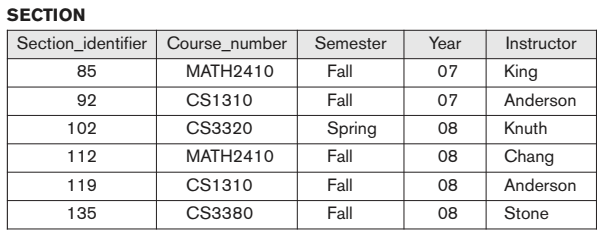 SECTION
Section_identifier Course_number Semester Year Instructor
85 MATH2410 Fall 07 King
92 CS1310 Fall 07 Anderson
102 CS3320 Spring 08 Knuth
112 MATH2410 Fall 08 Chang
119 CS1310 Fall 08 Anderson
135 CS3380 Fall 08 Stone